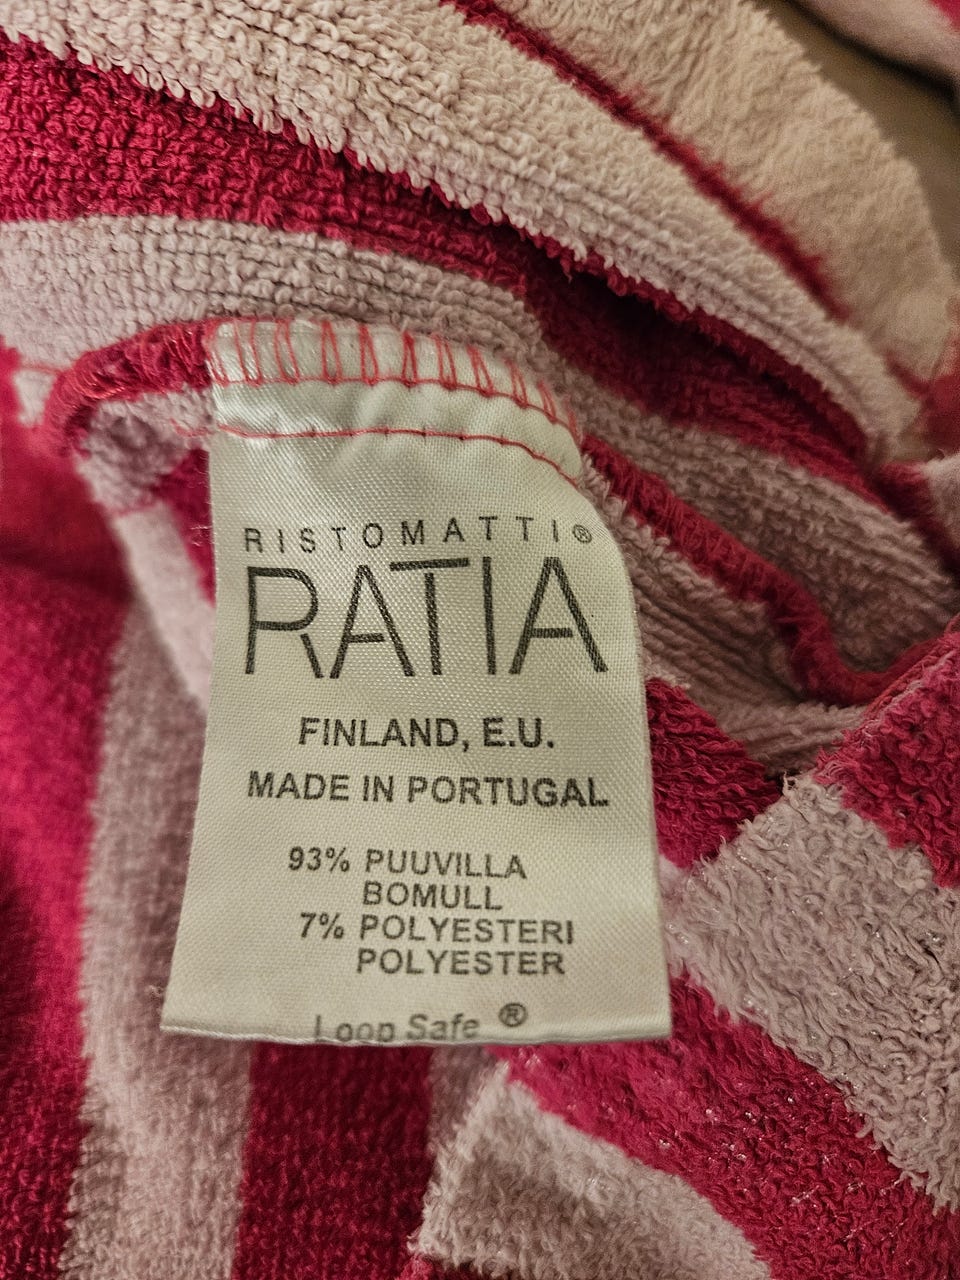 RISTOMATTI®
RATIA
FINLAND, E.U.
MADE IN PORTUGAL
93% PUUVILLA
BOMULL
7% POLYESTERI
POLYESTER
Loop Safe ®